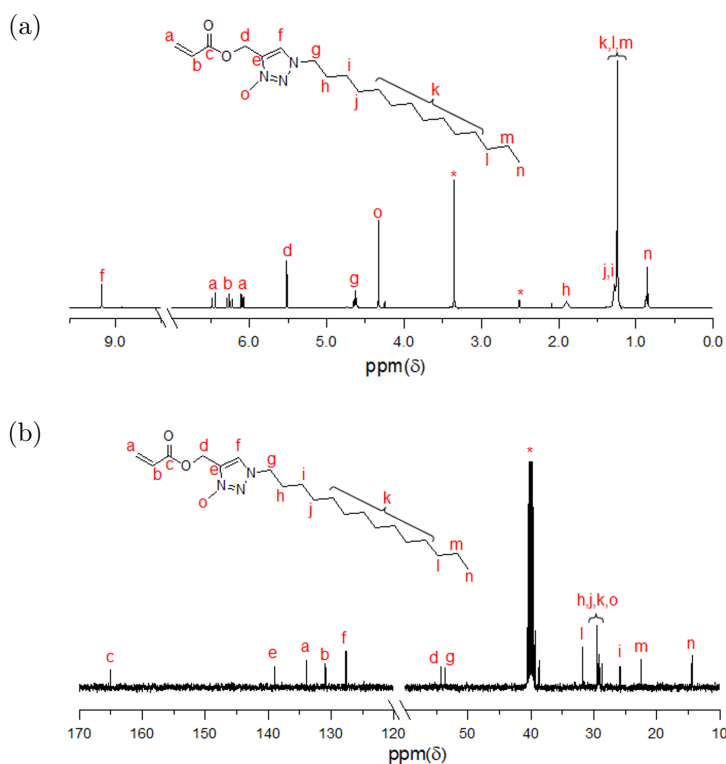 (a)
a
b
c
O
O
d
e
f
N
N
N
o
g
h
i
j
k
l
m
n
f
a
b
a
d
g
o
*
*
h
j,i
k,l,m
n
9.0 6.0 5.0 4.0 3.0 2.0 1.0 0.0
ppm(δ)
(b)
a
b
c
O
O
d
e
f
N
N
N
o
g
h
i
j
k
l
m
n
c
e
a
b
f
d
g
*
l
h,j,k,o
i
m
n
170 160 150 140 130 120 50 40 30 20 10
ppm(δ)